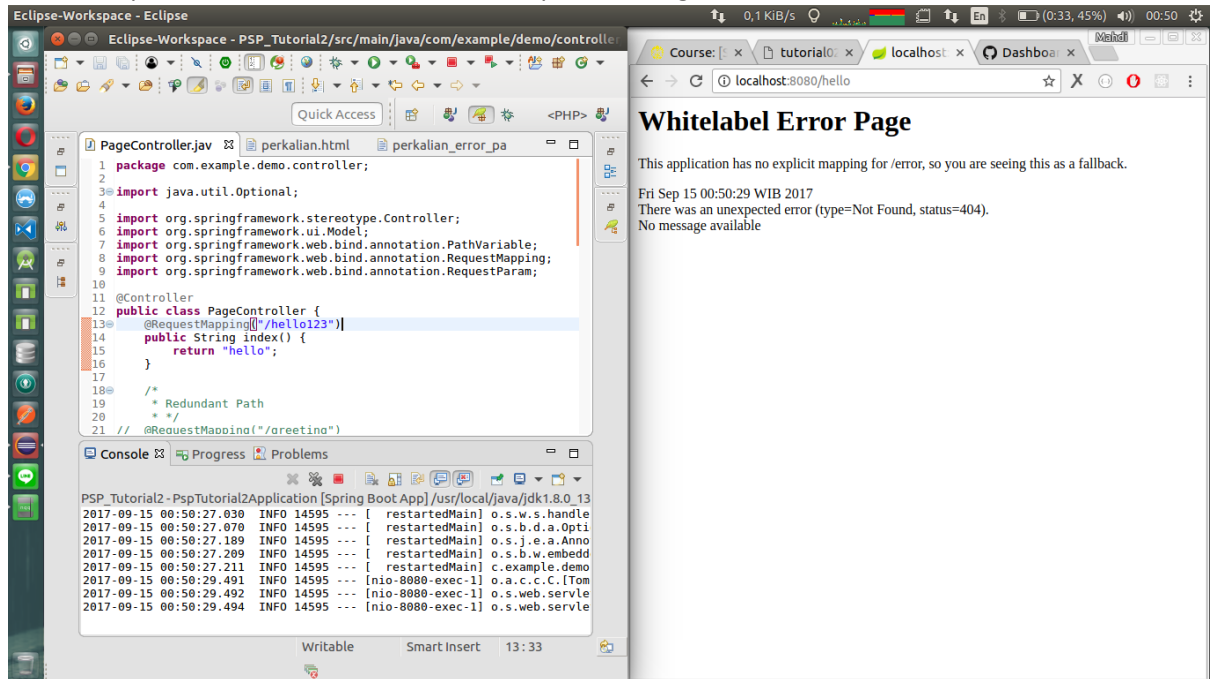 Eclipse-Workspace - Eclipse
0,1 KiB/s
En
(0:33, 45%)
00:50
Eclipse-Workspace - PSP_Tutorial2/src/main/java/com/example/demo/controller
Quick Access
<PHP>
PageController.jav
perkalian.html
perkalian_error_pa
1 package com.example.demo.controller;
2
3 import java.util.Optional;
4
5 import org.springframework.stereotype.Controller;
6 import org.springframework.ui.Model;
7 import org.springframework.web.bind.annotation.PathVariable;
8 import org.springframework.web.bind.annotation.RequestMapping;
9 import org.springframework.web.bind.annotation.RequestParam;
10
11 @Controller
12 public class PageController {
13 @RequestMapping("/hello123")
14 public String index() {
15 return "hello";
16 }
17
18 /*
19 * Redundant Path
20 * */
21 // @RequestMapping("/greeting")
Console
Progress
Problems
PSP_Tutorial2 - PspTutorial2Application [Spring Boot App] /usr/local/java/jdk1.8.0_13
2017-09-15 00:50:27.030 INFO 14595 --- [ restartedMain] o.s.w.s.handle
2017-09-15 00:50:27.070 INFO 14595 --- [ restartedMain] o.s.b.d.a.Opti
2017-09-15 00:50:27.189 INFO 14595 --- [ restartedMain] o.s.j.e.a.Anno
2017-09-15 00:50:27.209 INFO 14595 --- [ restartedMain] o.s.b.w.embedd
2017-09-15 00:50:27.211 INFO 14595 --- [ restartedMain] c.example.demo
2017-09-15 00:50:29.491 INFO 14595 --- [nio-8080-exec-1] o.a.c.c.C.[Tom
2017-09-15 00:50:29.492 INFO 14595 --- [nio-8080-exec-1] o.s.web.servle
2017-09-15 00:50:29.494 INFO 14595 --- [nio-8080-exec-1] o.s.web.servle
Writable
Smart Insert
13 : 33
Mahdi
Course: [S
tutorial02
localhost:
Dashboa
localhost:8080/hello
Whitelabel Error Page
This application has no explicit mapping for /error, so you are seeing this as a fallback.
Fri Sep 15 00:50:29 WIB 2017
There was an unexpected error (type=Not Found, status=404).
No message available